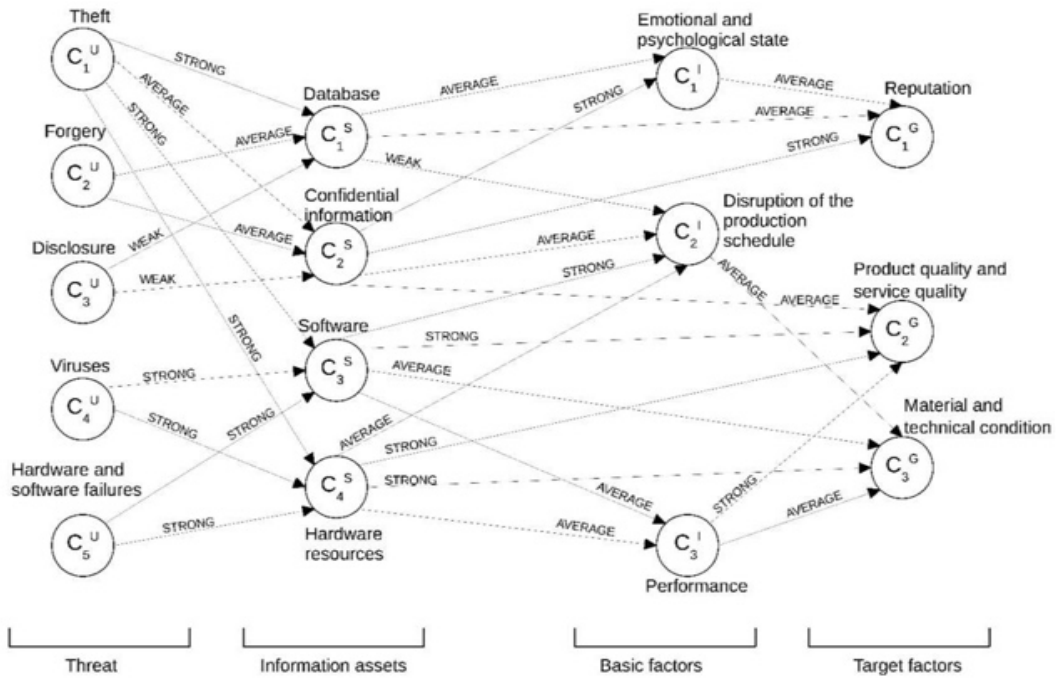 Theft
C1U
Forgery
C2U
Disclosure
C3U
Viruses
C4U
Hardware and
software failures
C5U
STRONG
AVERAGE
STRONG
STRONG
AVERAGE
AVERAGE
WEAK
WEAK
STRONG
STRONG
STRONG
STRONG
Database
C1S
Confidential
information
C2S
Software
C3S
C4S
Hardware
resources
AVERAGE
AVERAGE
WEAK
STRONG
STRONG
AVERAGE
AVERAGE
STRONG
STRONG
AVERAGE
AVERAGE
AVERAGE
STRONG
STRONG
AVERAGE
Emotional and
psychological state
C1I
Disruption of the
production
schedule
C2I
C3I
Performance
AVERAGE
AVERAGE
STRONG
AVERAGE
Reputation
C1G
Product quality and
service quality
C2G
Material and
technical condition
C3G
Threat
Information assets
Basic factors
Target factors